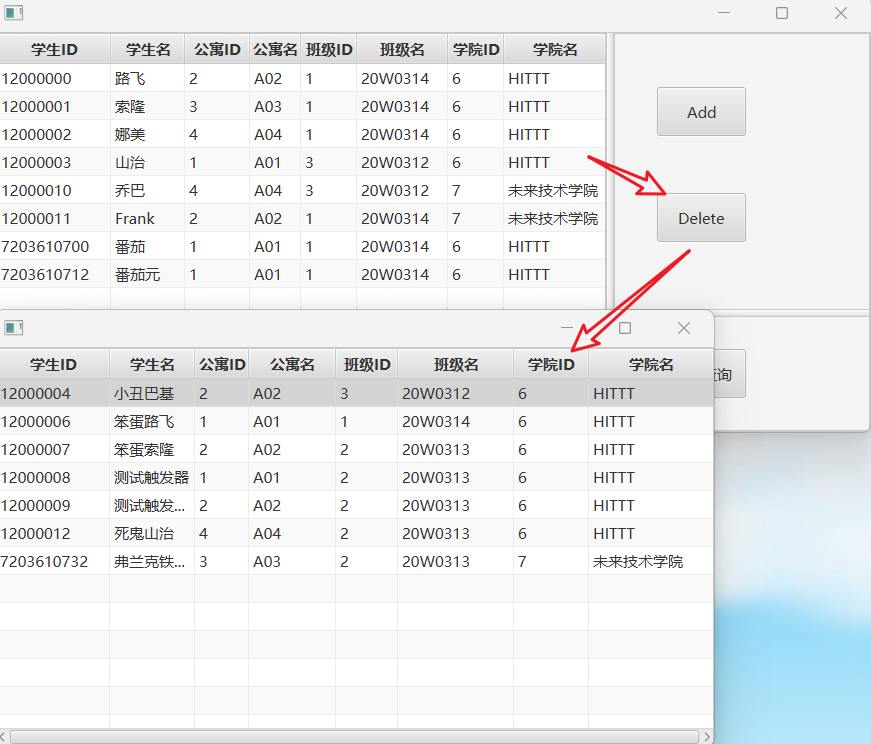 学生ID 学生名 公寓ID 公寓名 班级ID 班级名 学院ID 学院名
12000000 路飞 2 A02 1 20W0314 6 HITTT
12000001 索隆 3 A03 1 20W0314 6 HITTT
12000002 娜美 4 A04 1 20W0314 6 HITTT
12000003 山治 1 A01 3 20W0312 6 HITTT
12000010 乔巴 4 A04 3 20W0312 7 未来技术学院
12000011 Frank 2 A02 1 20W0314 7 未来技术学院
7203610700 番茄 1 A01 1 20W0314 6 HITTT
7203610712 番茄元 1 A01 1 20W0314 6 HITTT
Add
Delete
询
学生ID 学生名 公寓ID 公寓名 班级ID 班级名 学院ID 学院名
12000004 小丑巴基 2 A02 3 20W0312 6 HITTT
12000006 笨蛋路飞 1 A01 1 20W0314 6 HITTT
12000007 笨蛋索隆 2 A02 2 20W0313 6 HITTT
12000008 测试触发器 1 A01 2 20W0313 6 HITTT
12000009 测试触发... 2 A02 2 20W0313 6 HITTT
12000012 死鬼山治 4 A04 2 20W0313 6 HITTT
7203610732 弗兰克铁... 3 A03 2 20W0313 7 未来技术学院